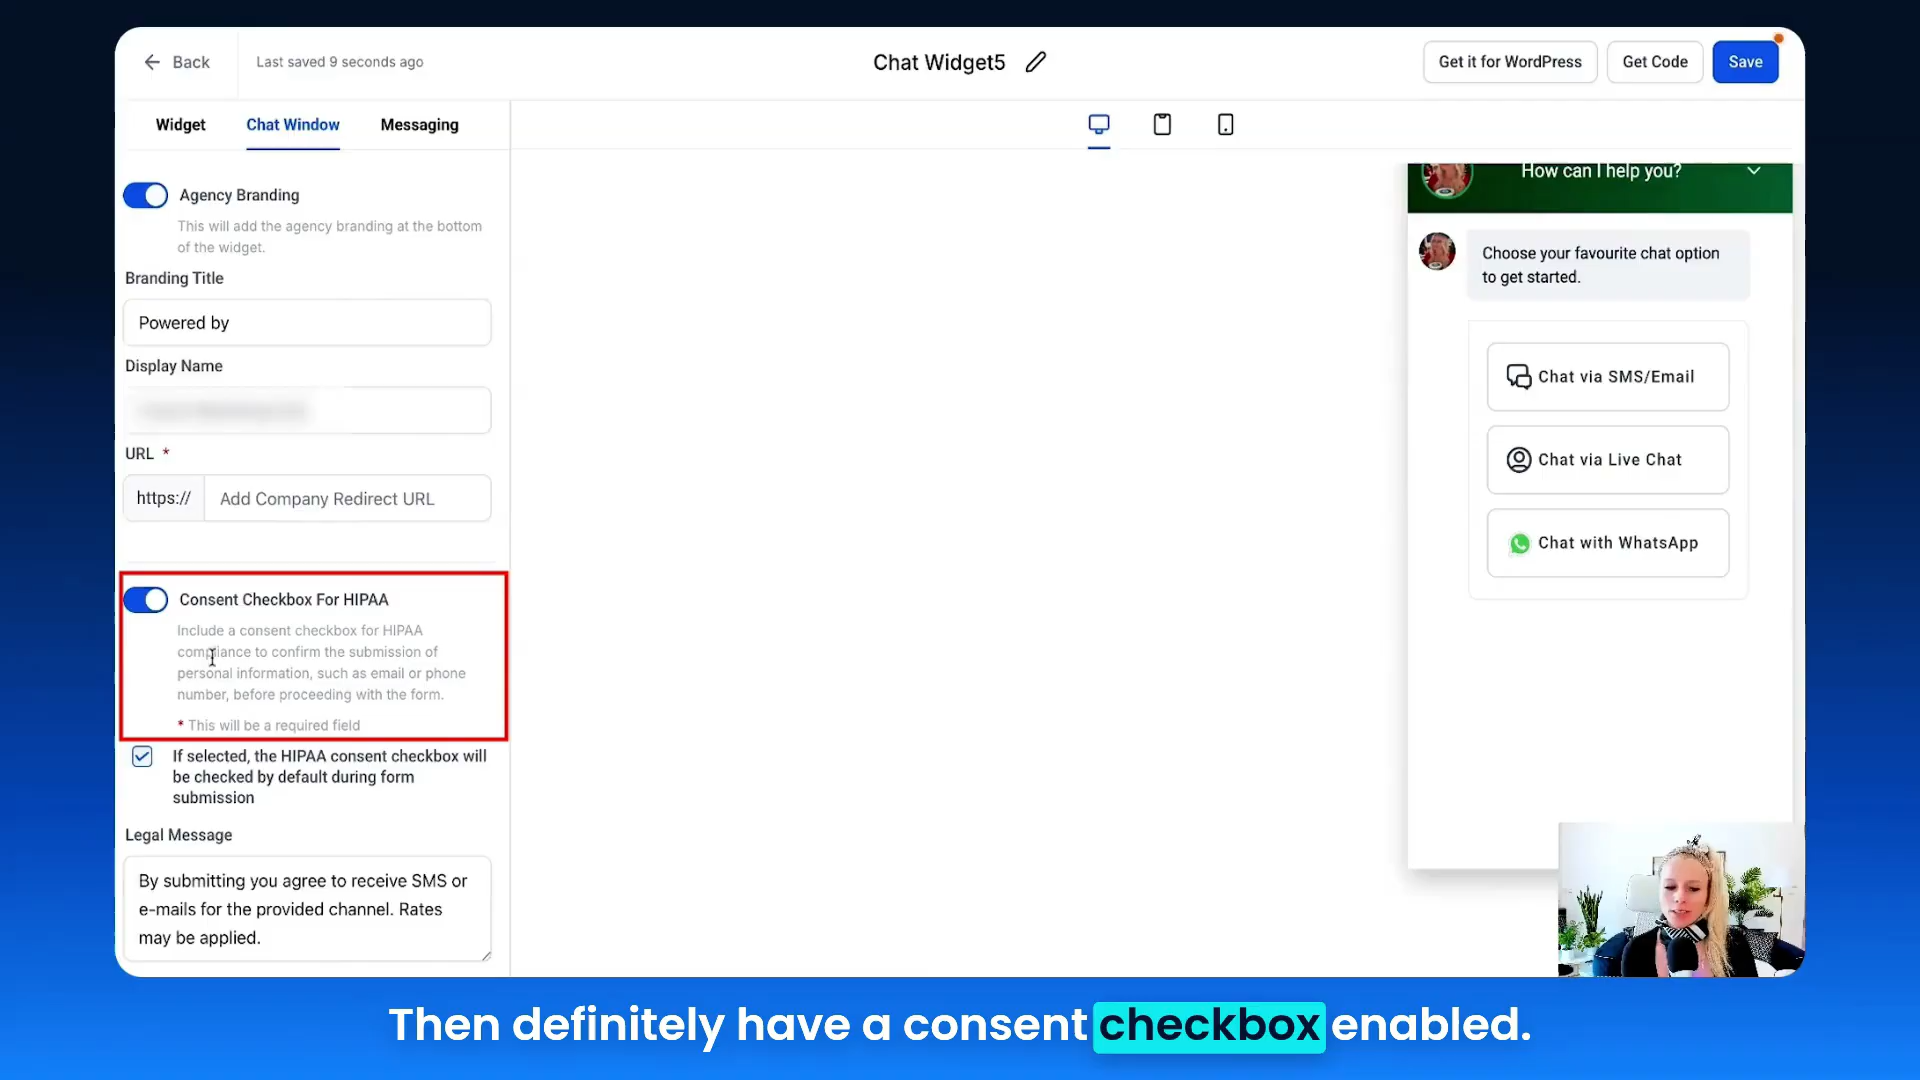 Back
Last saved 9 seconds ago
Chat Widget5
Get it for WordPress
Get Code
Save
Widget
Chat Window
Messaging
Agency Branding
This will add the agency branding at the bottom
of the widget.
Branding Title
Powered by
Display Name
URL *
https://
Add Company Redirect URL
Consent Checkbox For HIPAA
Include a consent checkbox for HIPAA
compliance to confirm the submission of
personal information, such as email or phone
number, before proceeding with the form.
* This will be a required field
If selected, the HIPAA consent checkbox will
be checked by default during form
submission
Legal Message
By submitting you agree to receive SMS or
e-mails for the provided channel. Rates
may be applied.
How can I help you?
Choose your favourite chat option
to get started.
Chat via SMS/Email
Chat via Live Chat
Chat with WhatsApp
Then definitely have a consent checkbox enabled.